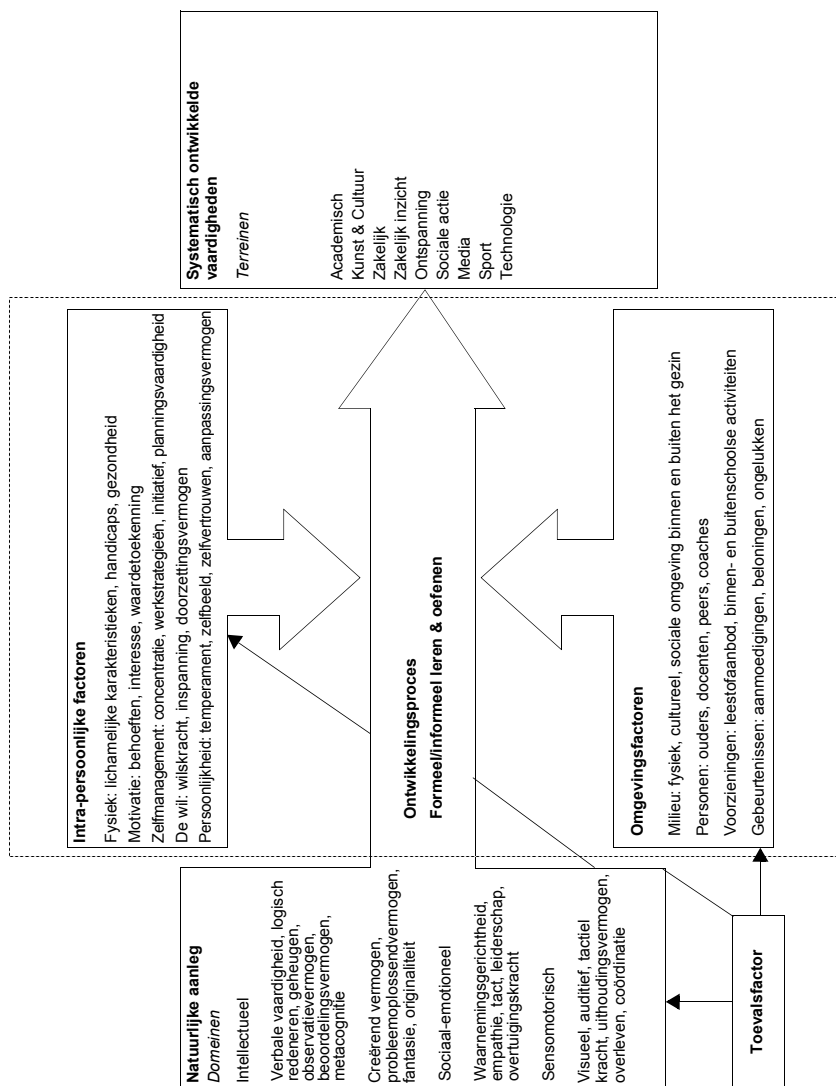 Natuurlijke aanleg
Domeinen
Intellectueel
Verbale vaardigheid, logisch
redeneren, geheugen,
observatievermogen,
beoordelingsvermogen,
metacognitie
Creërend vermogen,
probleemoplossendvermogen,
fantasie, originaliteit
Sociaal-emotioneel
Waarnemingsgerichtheid,
empathie, tact, leiderschap,
overtuigingskracht
Sensomotorisch
Visueel, auditief, tactiel
kracht, uithoudingsvermogen,
overleven, coördinatie
Toevalsfactor
Intra-persoonlijke factoren
Fysiek: lichamelijke karakteristieken, handicaps, gezondheid
Motivatie: behoeften, interesse, waardetoekenning
Zelfmanagement: concentratie, werkstrategieën, initiatief, planningsvaardigheid
De wil: wilskracht, inspanning, doorzettingsvermogen
Persoonlijkheid: temperament, zelfbeeld, zelfvertrouwen, aanpassingsvermogen
Ontwikkelingsproces
Formeel/informeel leren & oefenen
Omgevingsfactoren
Milieu: fysiek, cultureel, sociale omgeving binnen en buiten het gezin
Personen: ouders, docenten, peers, coaches
Voorzieningen: leestofaanbod, binnen- en buitenschoolse activiteiten
Gebeurtenissen: aanmoedigingen, beloningen, ongelukken
Systematisch ontwikkelde
vaardigheden
Terreinen
Academisch
Kunst & Cultuur
Zakelijk
Zakelijk inzicht
Ontspanning
Sociale actie
Media
Sport
Technologie